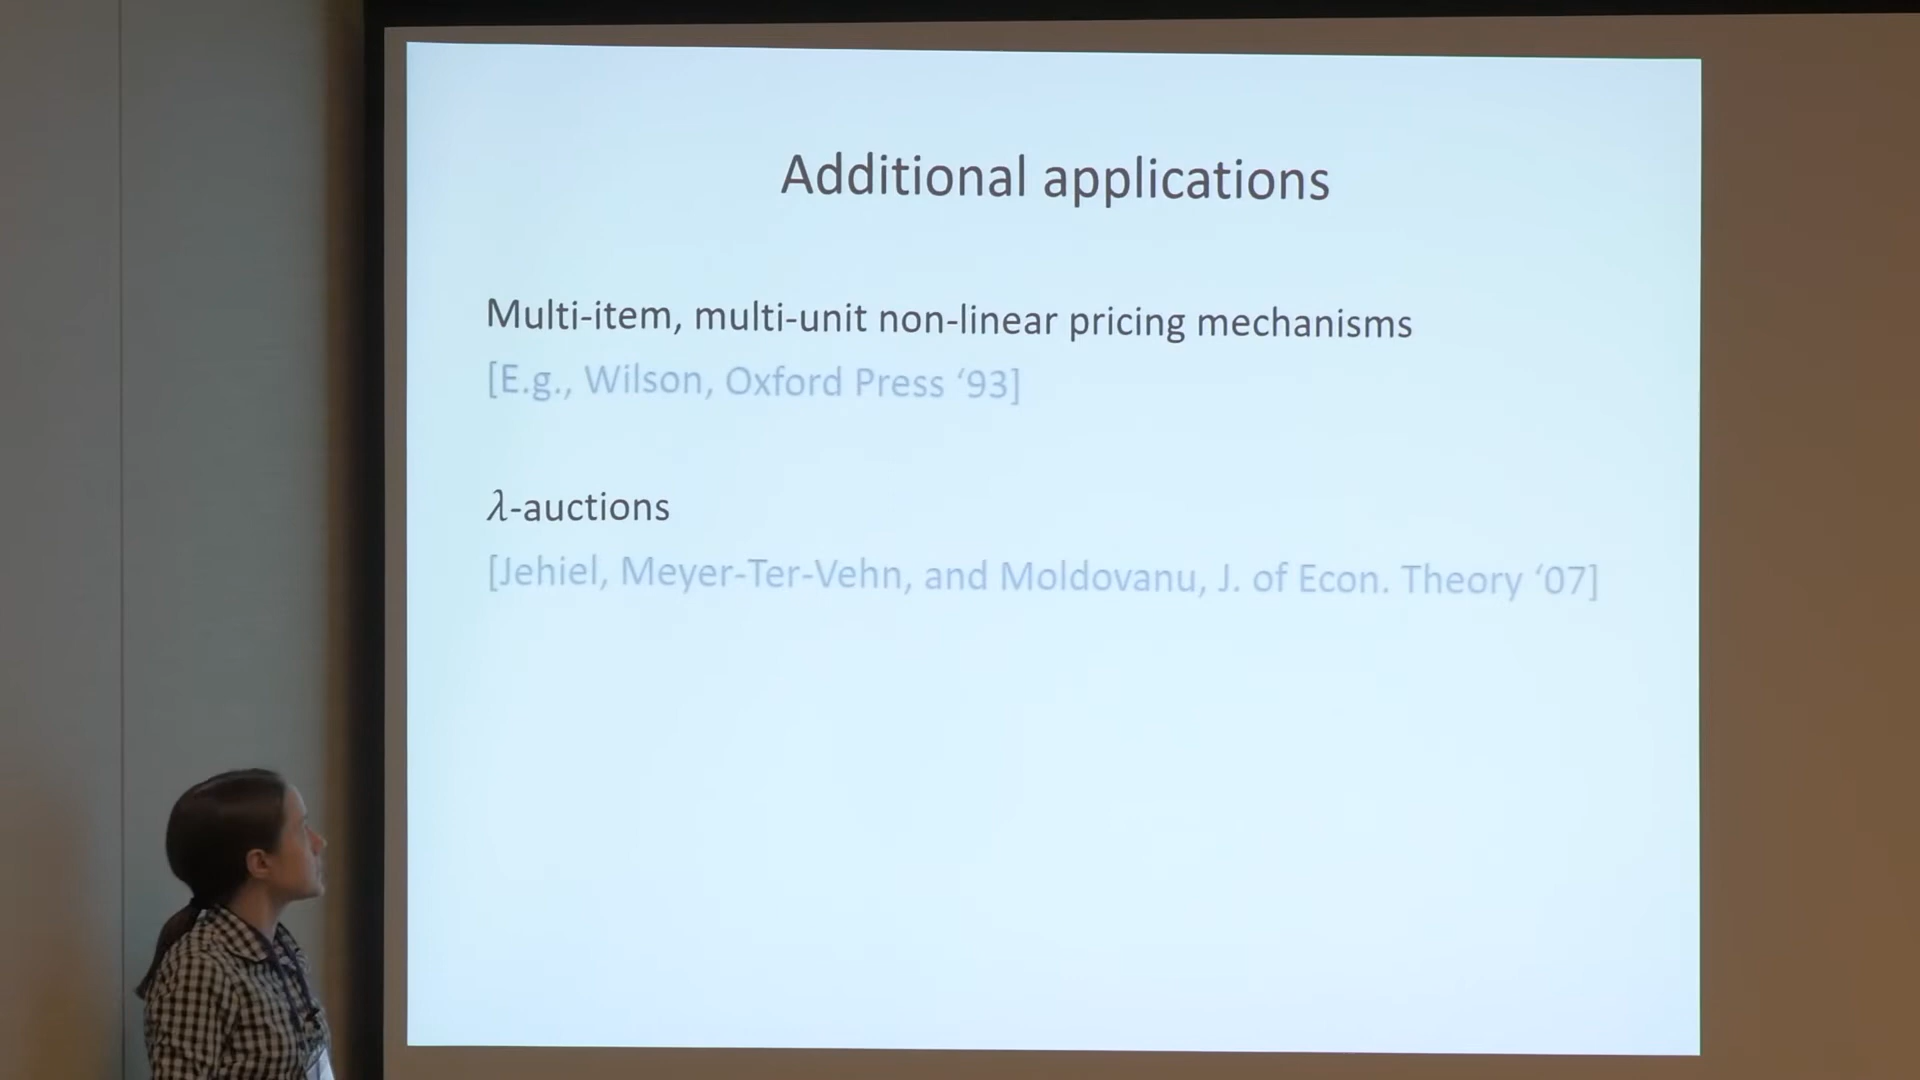 Additional applications
Multi-item, multi-unit non-linear pricing mechanisms
[E.g., Wilson, Oxford Press ‘93]
λ-auctions
[Jehiel, Meyer-Ter-Vehn, and Moldovanu, J. of Econ. Theory ‘07]